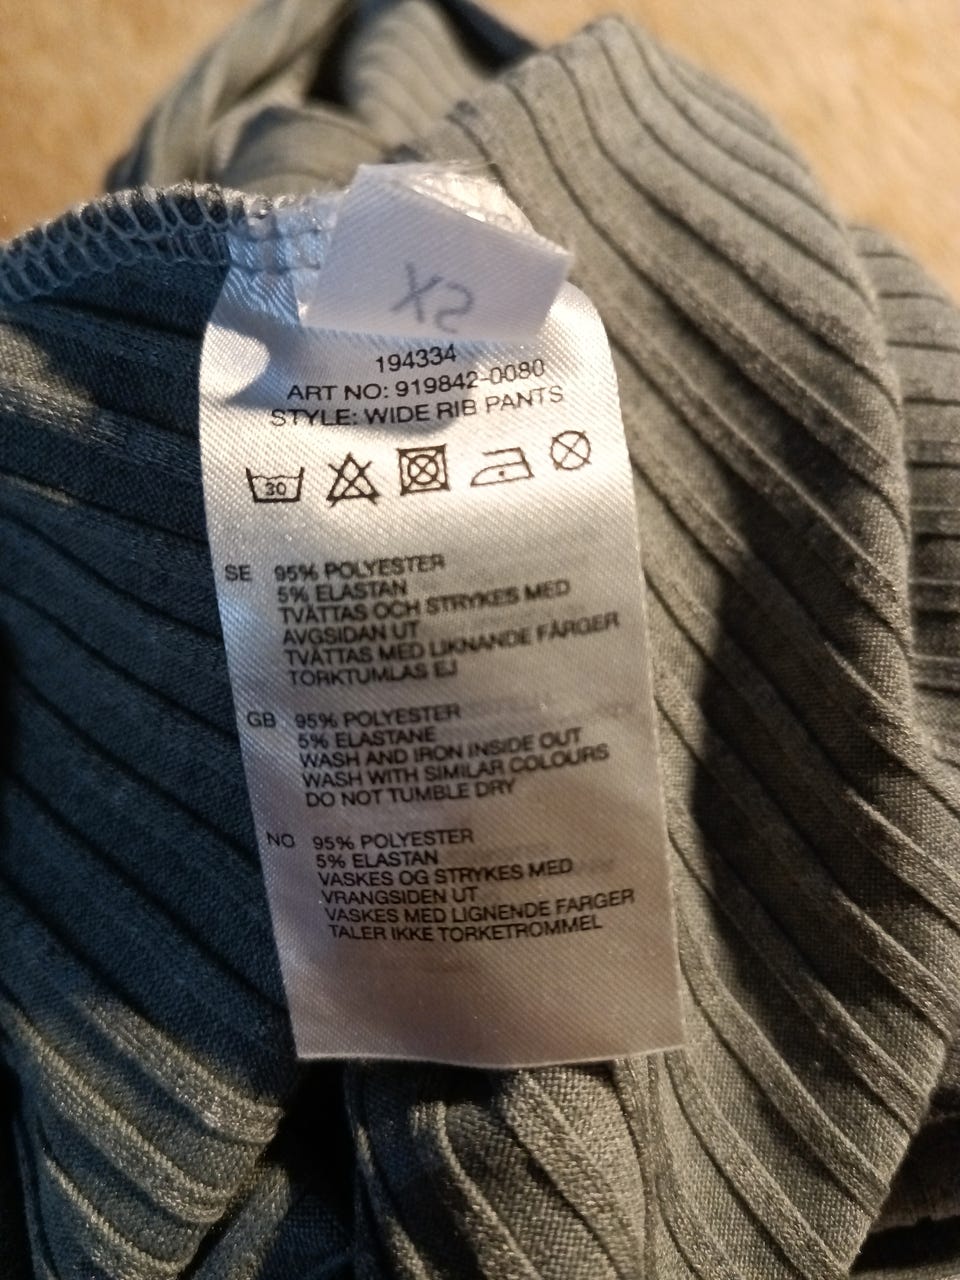 XS
194334
ART NO: 919842-0080
STYLE: WIDE RIB PANTS
30
SE 95% POLYESTER
5% ELASTAN
TVÄTTAS OCH STRYKES MED
AVGSIDAN UT
TVÄTTAS MED LIKNANDE FÄRGER
TORKTUMLAS EJ
GB 95% POLYESTER
5% ELASTANE
WASH AND IRON INSIDE OUT
WASH WITH SIMILAR COLOURS
DO NOT TUMBLE DRY
NO 95% POLYESTER
5% ELASTAN
VASKES OG STRYKES MED
VRANGSIDEN UT
VASKES MED LIGNENDE FARGER
TALER IKKE TORKETROMMEL